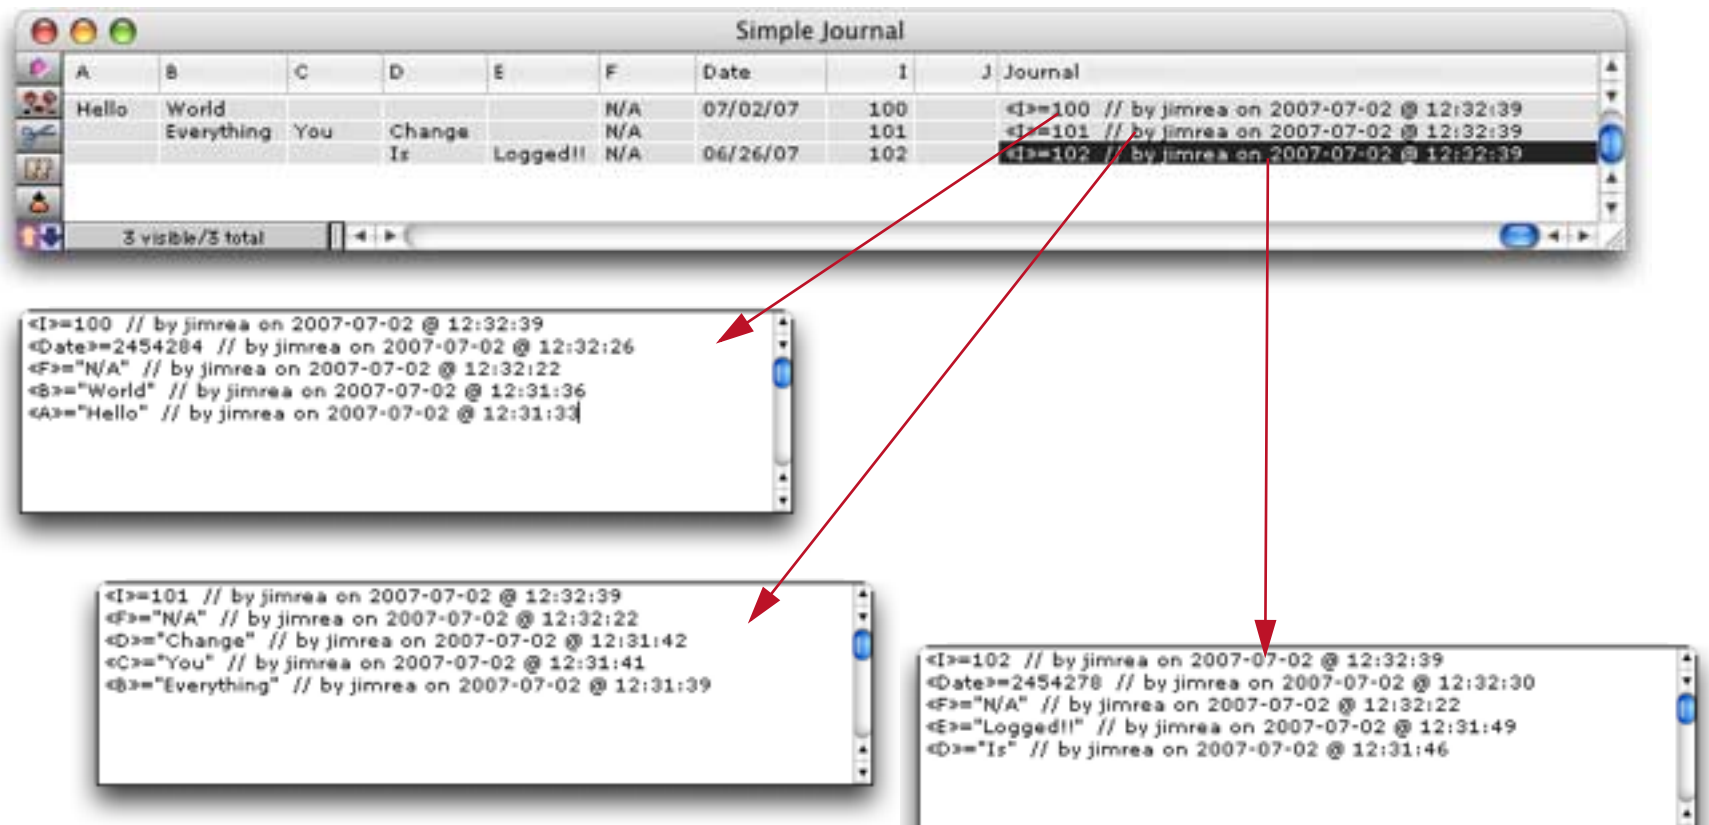 Simple Journal
A B C D E F Date I J Journal
Hello World N/A 07/02/07 100 «I»=100 // by jimrea on 2007-07-02 @ 12:32:39
Everything You Change N/A 101 «I»=101 // by jimrea on 2007-07-02 @ 12:32:39
Is Logged!! N/A 06/26/07 102 «I»=102 // by jimrea on 2007-07-02 @ 12:32:39
3 visible/3 total
«I»=100 // by jimrea on 2007-07-02 @ 12:32:39
«Date»=2454284 // by jimrea on 2007-07-02 @ 12:32:26
«F»="N/A" // by jimrea on 2007-07-02 @ 12:32:22
«B»="World" // by jimrea on 2007-07-02 @ 12:31:36
«A»="Hello" // by jimrea on 2007-07-02 @ 12:31:33
«I»=101 // by jimrea on 2007-07-02 @ 12:32:39
«F»="N/A" // by jimrea on 2007-07-02 @ 12:32:22
«D»="Change" // by jimrea on 2007-07-02 @ 12:31:42
«C»="You" // by jimrea on 2007-07-02 @ 12:31:41
«B»="Everything" // by jimrea on 2007-07-02 @ 12:31:39
«I»=102 // by jimrea on 2007-07-02 @ 12:32:39
«Date»=2454278 // by jimrea on 2007-07-02 @ 12:32:30
«F»="N/A" // by jimrea on 2007-07-02 @ 12:32:22
«E»="Logged!!" // by jimrea on 2007-07-02 @ 12:31:49
«D»="Is" // by jimrea on 2007-07-02 @ 12:31:46